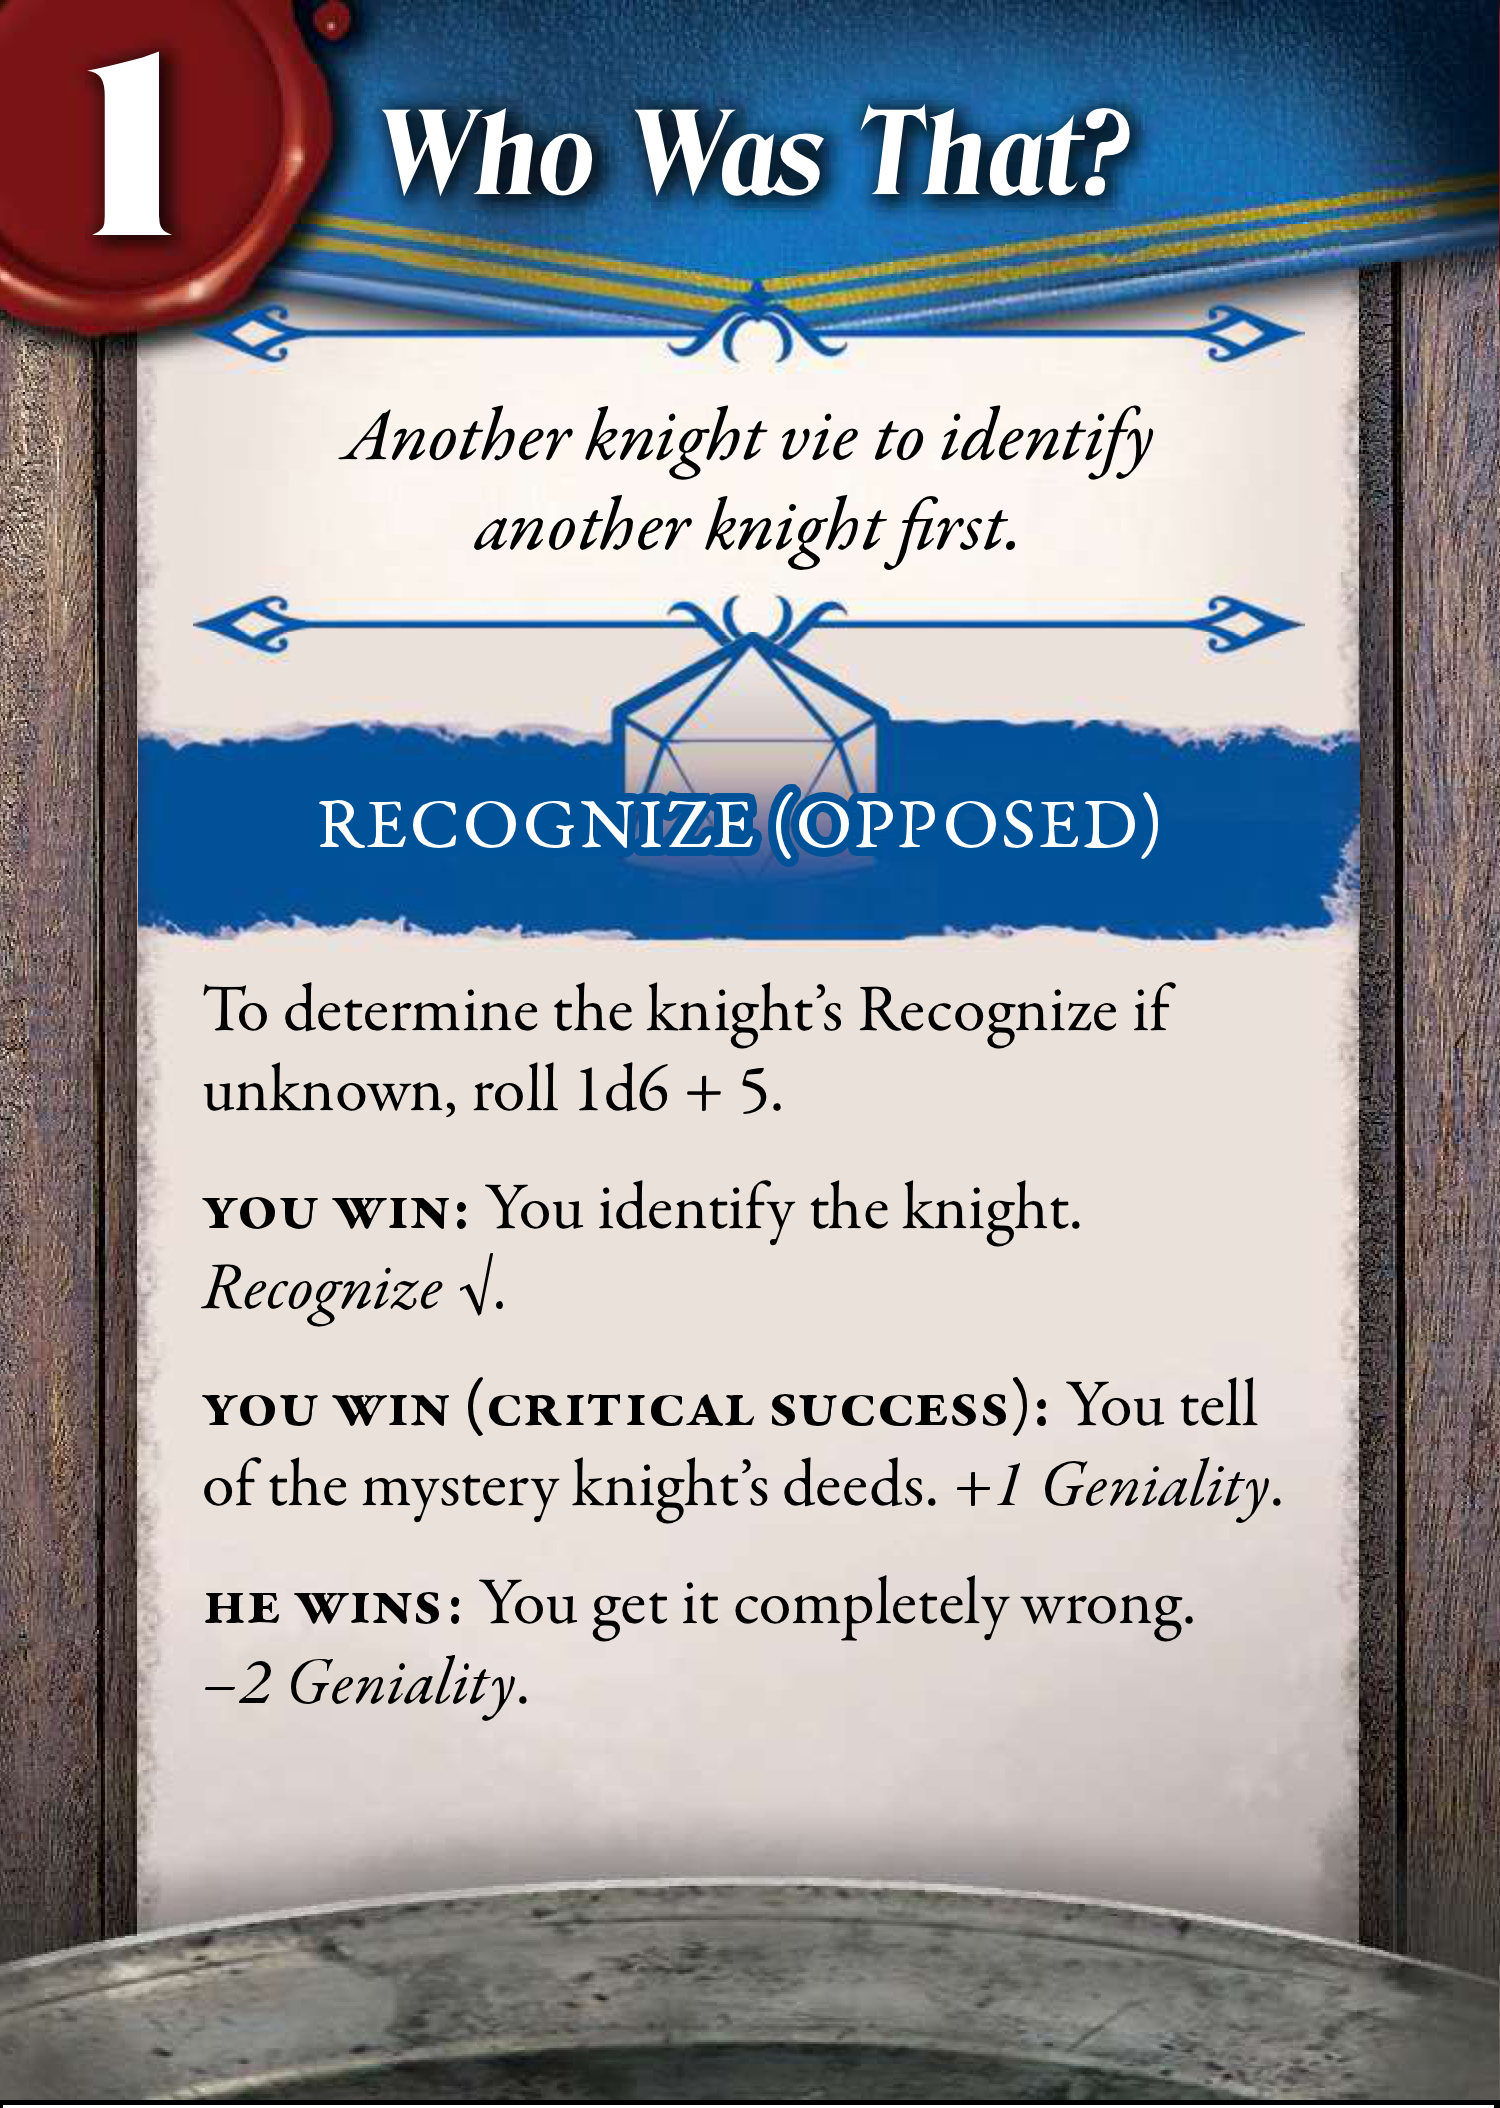 1
Who Was That?
Another knight vie to identify
another knight first.
RECOGNIZE (OPPOSED)
To determine the knight’s Recognize if
unknown, roll 1d6 + 5.
YOU WIN: You identify the knight.
Recognize √.
YOU WIN (CRITICAL SUCCESS): You tell
of the mystery knight’s deeds. +1 Geniality.
HE WINS: You get it completely wrong.
–2 Geniality.